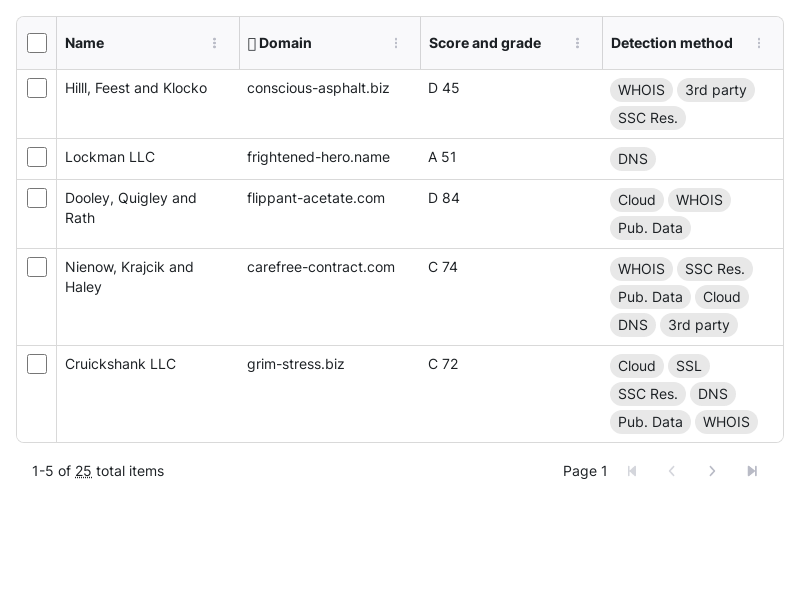 Name Domain Score and grade Detection method
Hilll, Feest and Klocko conscious-asphalt.biz D 45 WHOIS 3rd party
SSC Res.
Lockman LLC frightened-hero.name A 51 DNS
Dooley, Quigley and flippant-acetate.com D 84 Cloud WHOIS
Rath Pub. Data
Nienow, Krajcik and carefree-contract.com C 74 WHOIS SSC Res.
Haley Pub. Data Cloud
DNS 3rd party
Cruickshank LLC grim-stress.biz C 72 Cloud SSL
SSC Res. DNS
Pub. Data WHOIS
1-5 of 25 total items Page 1